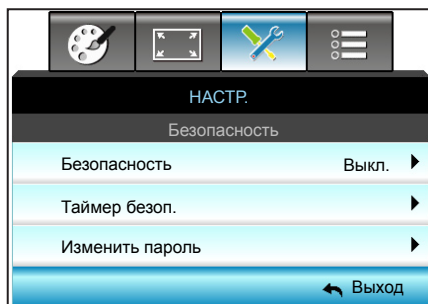 НАСТР.
Безопасность
Безопасность Выкл.
Таймер безоп.
Изменить пароль
Выход